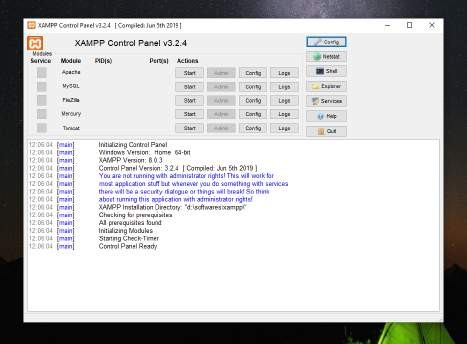 XAMPP Control Panel v3.2.4 [ Compiled: Jun 5th 2019 ]
XAMPP Control Panel v3.2.4
Config
Modules
Service Module PID(s) Port(s) Actions
Netstat
Apache Start Admin Config Logs
Shell
MySQL Start Admin Config Logs
Explorer
FileZilla Start Admin Config Logs
Services
Mercury Start Admin Config Logs
Help
Tomcat Start Admin Config Logs
Quit
12:06:04 [main] Initializing Control Panel
12:06:04 [main] Windows Version: Home 64-bit
12:06:04 [main] XAMPP Version: 8.0.3
12:06:04 [main] Control Panel Version: 3.2.4 [ Compiled: Jun 5th 2019 ]
12:06:04 [main] You are not running with administrator rights! This will work for
12:06:04 [main] most application stuff but whenever you do something with services
12:06:04 [main] there will be a security dialogue or things will break! So think
12:06:04 [main] about running this application with administrator rights!
12:06:04 [main] XAMPP Installation Directory: "d:\softwares\xampp\"
12:06:04 [main] Checking for prerequisites
12:06:04 [main] All prerequisites found
12:06:04 [main] Initializing Modules
12:06:04 [main] Starting Check-Timer
12:06:04 [main] Control Panel Ready